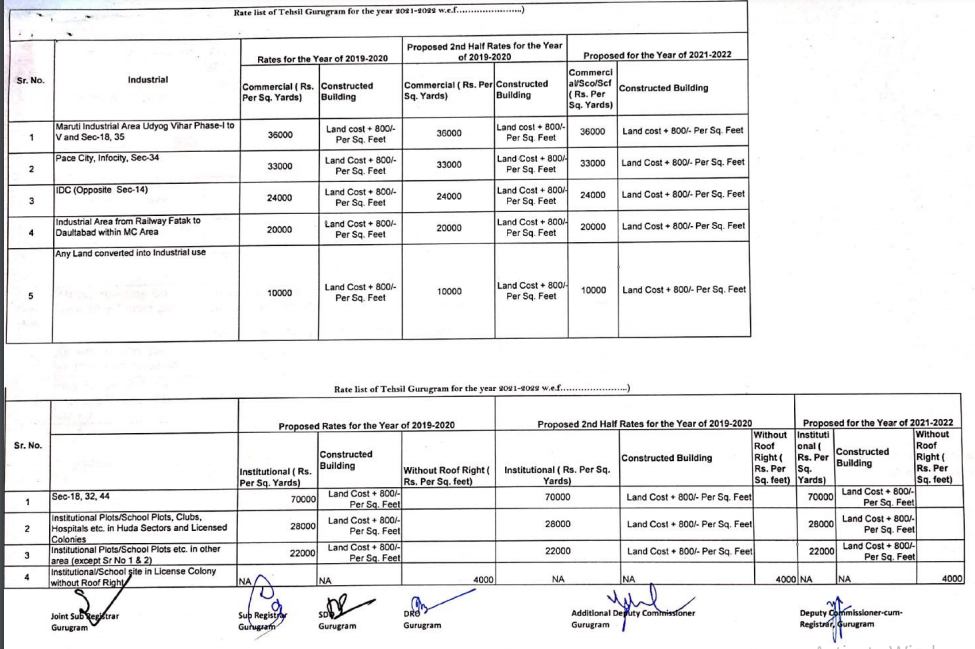 Rate list of Tehsil Gurugram for the year 2021-2022 w.e.f......................)
Sr. No. Industrial Rates for the Year of 2019-2020 Proposed 2nd Half Rates for the Year of 2019-2020 Proposed for the Year of 2021-2022
Commercial ( Rs. Per Sq. Yards) Constructed Building Commercial ( Rs. Per Sq. Yards) Constructed Building Commercial/Sco/Scf ( Rs. Per Sq. Yards) Constructed Building
1 Maruti Industrial Area Udyog Vihar Phase-I to V and Sec-18, 35 36000 Land cost + 800/- Per Sq. Feet 36000 Land cost + 800/- Per Sq. Feet 36000 Land cost + 800/- Per Sq. Feet
2 Pace City, Infocity, Sec-34 33000 Land Cost + 800/- Per Sq. Feet 33000 Land Cost + 800/- Per Sq. Feet 33000 Land Cost + 800/- Per Sq. Feet
3 IDC (Opposite Sec-14) 24000 Land Cost + 800/- Per Sq. Feet 24000 Land Cost + 800/- Per Sq. Feet 24000 Land Cost + 800/- Per Sq. Feet
4 Industrial Area from Railway Fatak to Daultabad within MC Area 20000 Land Cost + 800/- Per Sq. Feet 20000 Land Cost + 800/- Per Sq. Feet 20000 Land Cost + 800/- Per Sq. Feet
5 Any Land converted into Industrial use 10000 Land Cost + 800/- Per Sq. Feet 10000 Land Cost + 800/- Per Sq. Feet 10000 Land Cost + 800/- Per Sq. Feet
Rate list of Tehsil Gurugram for the year 2021-2022 w.e.f......................)
Sr. No. Proposed Rates for the Year of 2019-2020 Proposed 2nd Half Rates for the Year of 2019-2020 Proposed for the Year of 2021-2022
Institutional ( Rs. Per Sq. Yards) Constructed Building Without Roof Right ( Rs. Per Sq. feet) Institutional ( Rs. Per Sq. Yards) Constructed Building Without Roof Right ( Rs. Per Sq. feet) Institutional ( Rs. Per Sq. Yards) Constructed Building Without Roof Right ( Rs. Per Sq. feet)
1 Sec-18, 32, 44 70000 Land Cost + 800/- Per Sq. Feet 70000 Land Cost + 800/- Per Sq. Feet 70000 Land Cost + 800/- Per Sq. Feet
2 Institutional Plots/School Plots, Clubs, Hospitals etc. in Huda Sectors and Licensed Colonies 28000 Land Cost + 800/- Per Sq. Feet 28000 Land Cost + 800/- Per Sq. Feet 28000 Land Cost + 800/- Per Sq. Feet
3 Institutional Plots/School Plots etc. in other area (except Sr No 1 & 2) 22000 Land Cost + 800/- Per Sq. Feet 22000 Land Cost + 800/- Per Sq. Feet 22000 Land Cost + 800/- Per Sq. Feet
4 Institutional/School site in License Colony without Roof Right NA NA 4000 NA NA 4000 NA NA 4000
Joint Sub Registrar Sub Registrar DRO Additional Deputy Commissioner Deputy Commissioner-cum-
Gurugram Gurugram Gurugram Gurugram Gurugram Registrar, Gurugram